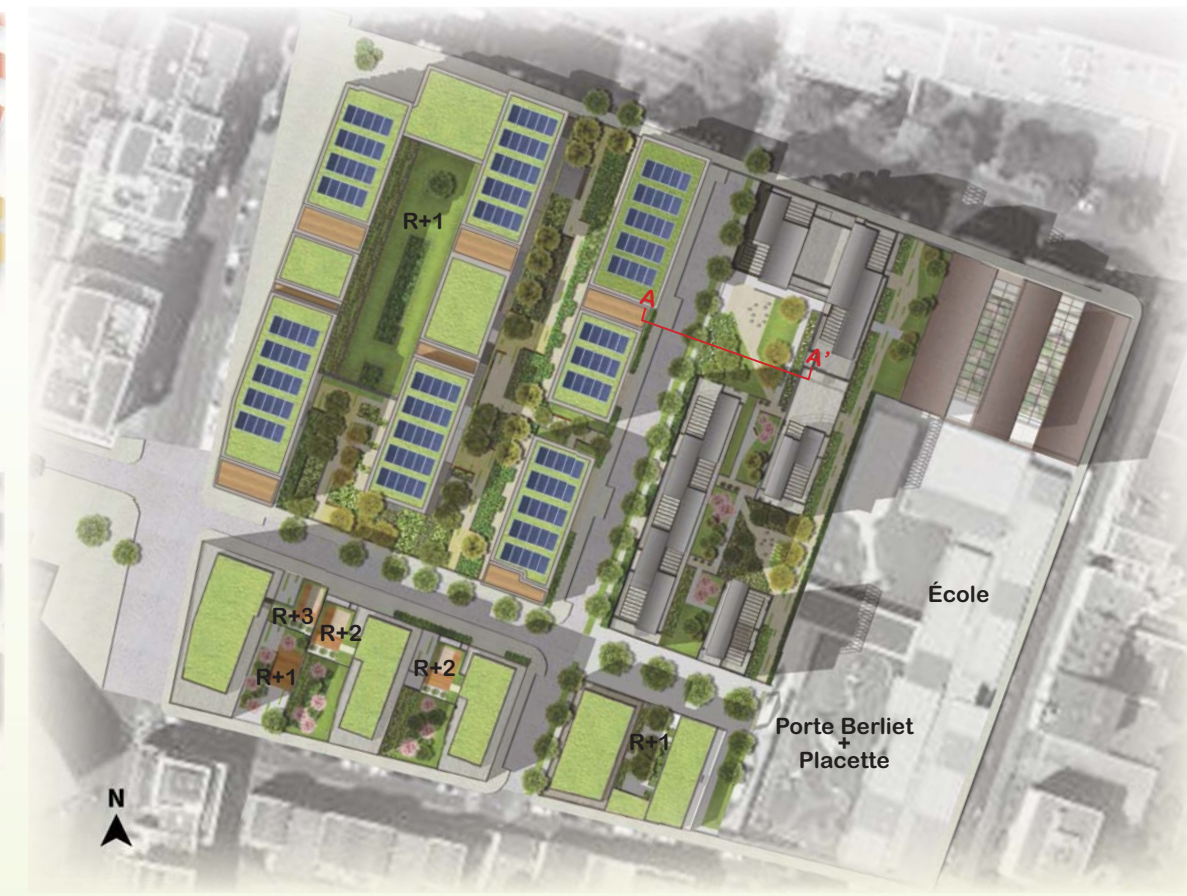 R+1
A
A'
École
R+3
R+2
R+2
R+1
R+1
Porte Berliet
+
Placette
N